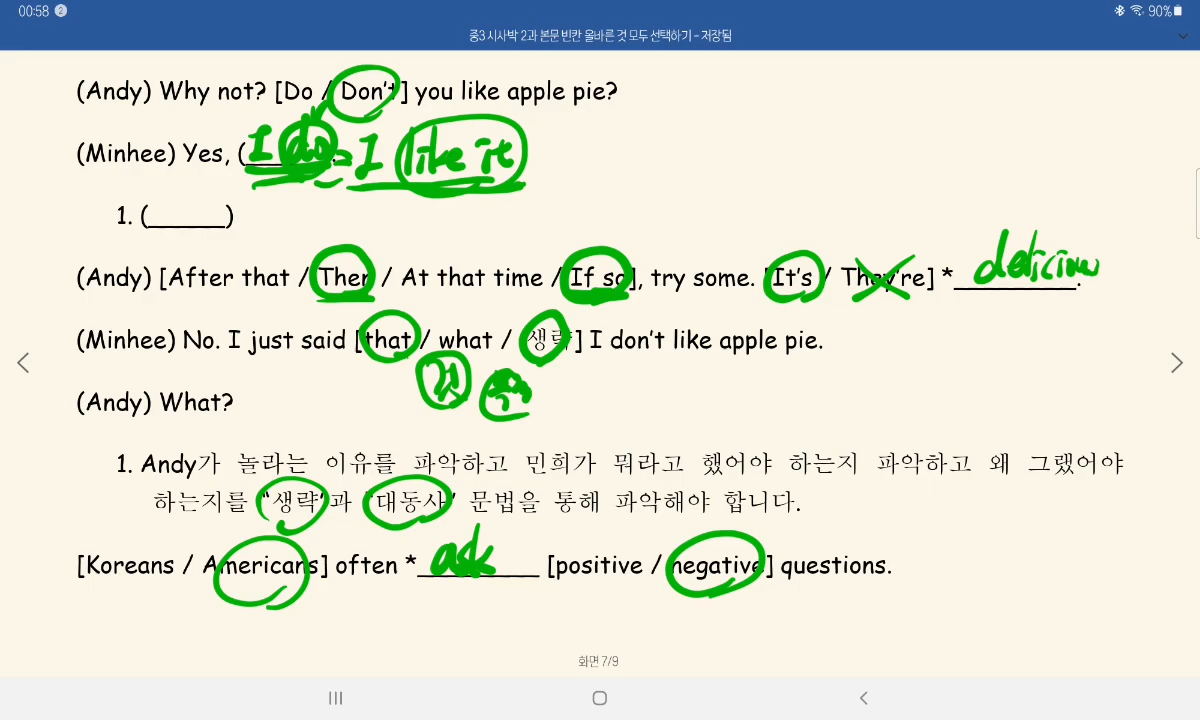 00:58 2 90%
중3 시사박 2과 본문 빈칸 올바른 것 모두 선택하기 - 저장됨
(Andy) Why not? [Do / Don't] you like apple pie?
(Minhee) Yes, (I do = I like it
1. (______)
(Andy) [After that / Then / At that time / If so], try some. [It's / They're] *delicious.
(Minhee) No. I just said [that / what / 생략] I don't like apple pie.
것
(Andy) What?
1. Andy가 놀라는 이유를 파악하고 민희가 뭐라고 했어야 하는지 파악하고 왜 그랬어야
하는지를 "생략"과 "대동사" 문법을 통해 파악해야 합니다.
[Koreans / Americans] often *ask [positive / negative] questions.
화면 7/9